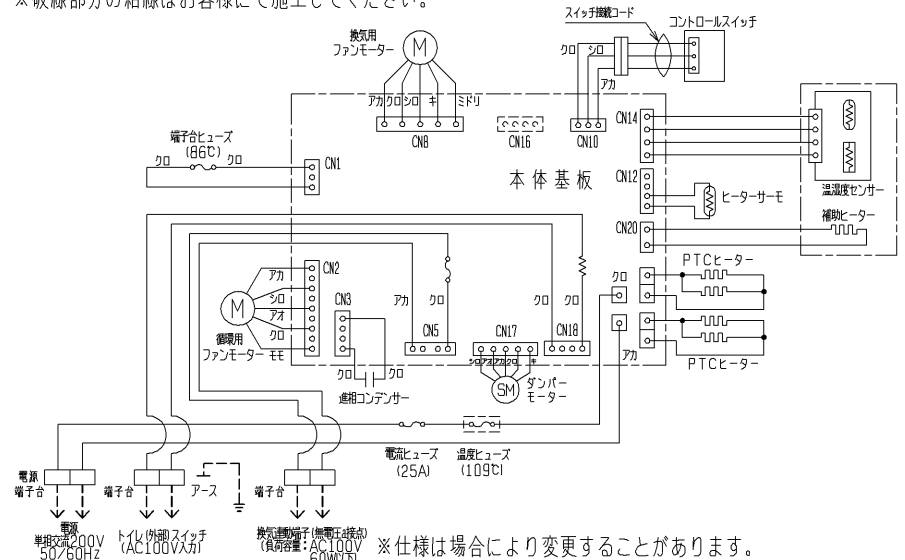 ※破線部分の結線はお客様にて施工してください。
スイッチ接続コード
コントロールスイッチ
換気用
ファンモーター
M
クロ
シロ
アカ
アカ クロ シロ キ ミドリ
CN8
CN16
CN10
CN14
端子台ヒューズ
(86℃)
クロ
クロ
CN1
本体基板
CN12
ヒーターサーモ
温湿度センサー
補助ヒーター
CN20
PTCヒーター
CN2
アカ
シロ
アオ
クロ
モモ
M
循環用
ファンモーター
CN3
アカ
クロ
CN5
CN17
クロ
クロ
CN18
クロ
アカ
PTCヒーター
シロ アオ アカ クロ キ
クロ
クロ
進相コンデンサー
SM
ダンパー
モーター
電流ヒューズ
(25A)
温度ヒューズ
(109℃)
電源
端子台
端子台
アース
端子台
電源
単相交流200V
50/60Hz
トイレ(外部)スイッチ
(AC100V入力)
換気連動端子(無電圧a接点)
(負荷容量:AC100V
※仕様は場合により変更することがあります。